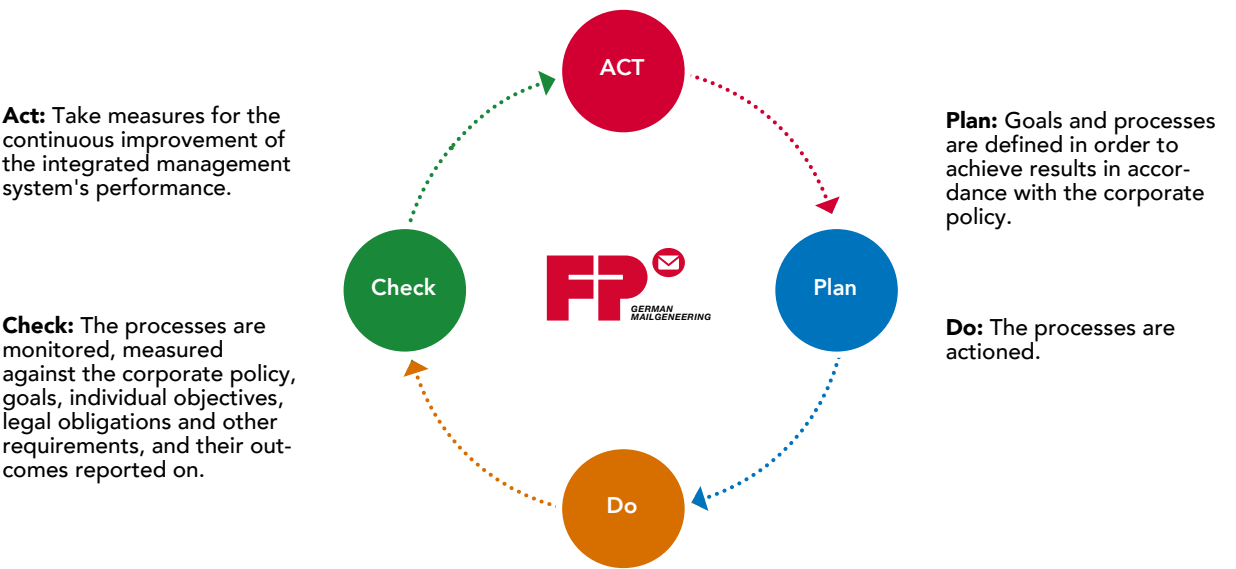 ACT
Act: Take measures for the
continuous improvement of
the integrated management
system's performance.
Plan: Goals and processes
are defined in order to
achieve results in accor-
dance with the corporate
policy.
Check
FP
GERMAN
MAILGENEERING
Plan
Check: The processes are
monitored, measured
against the corporate policy,
goals, individual objectives,
legal obligations and other
requirements, and their out-
comes reported on.
Do: The processes are
actioned.
Do